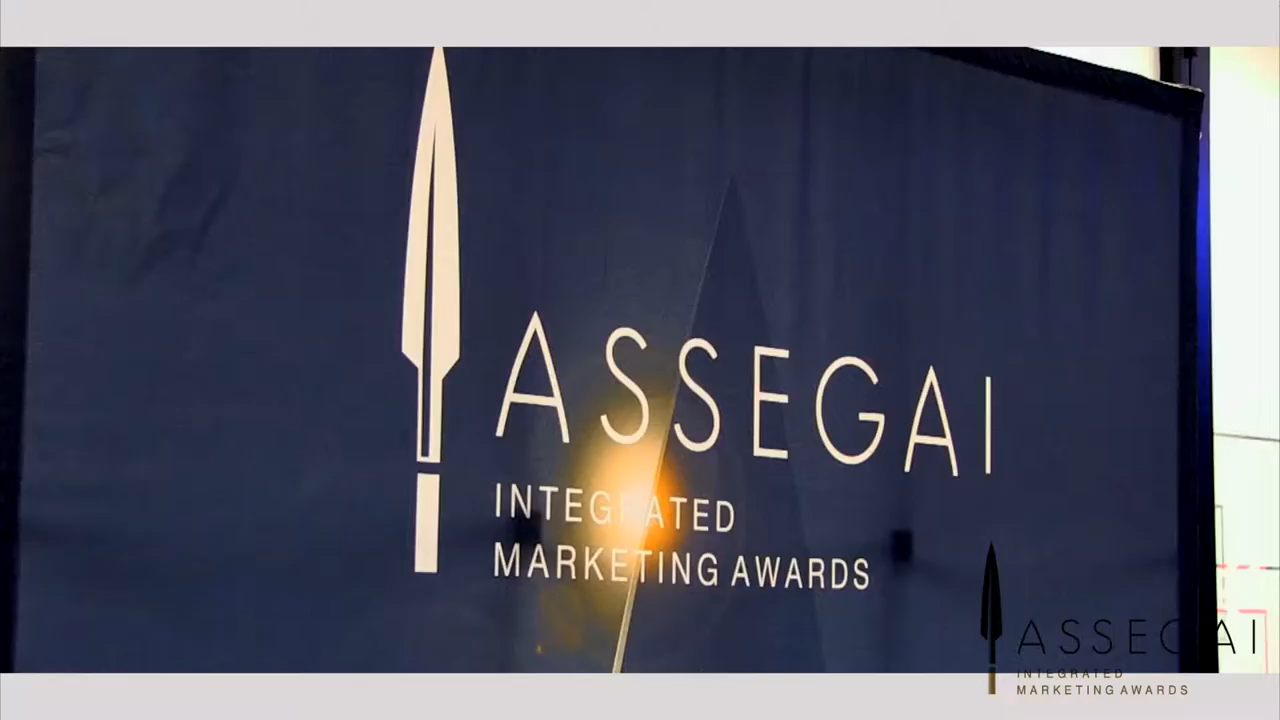 ASSEGAI
INTEGRATED
MARKETING AWARDS
ASSEGAI
INTEGRATED
MARKETING AWARDS